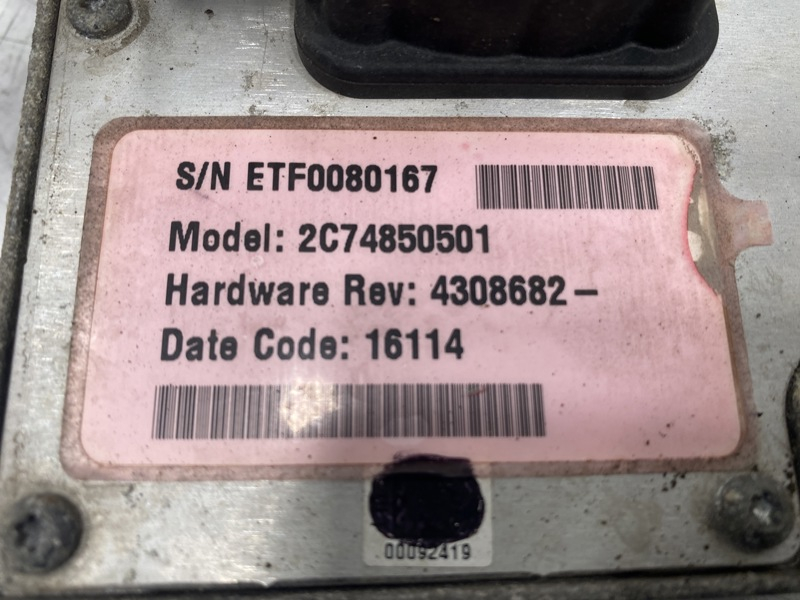 S/N ETF0080167
Model: 2C74850501
Hardware Rev: 4308682-
Date Code: 16114
00092419